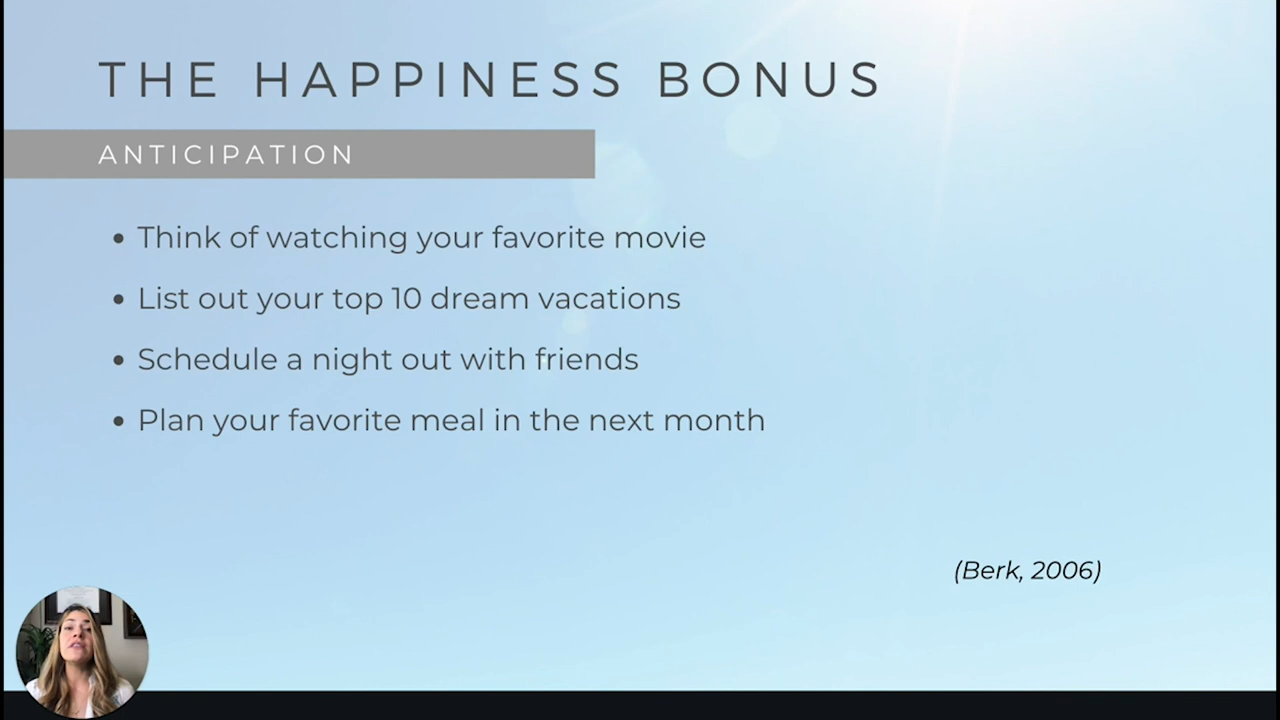 THE HAPPINESS BONUS
ANTICIPATION
• Think of watching your favorite movie
• List out your top 10 dream vacations
• Schedule a night out with friends
• Plan your favorite meal in the next month
(Berk, 2006)